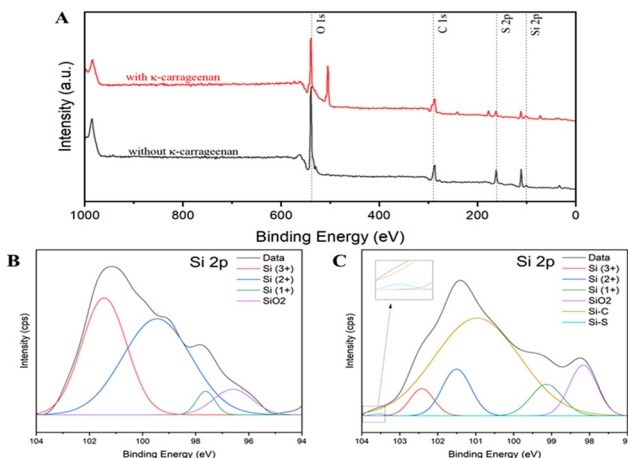 A
O 1s
C 1s
S 2p
Si 2p
with κ-carrageenan
without κ-carrageenan
Intensity (a.u.)
1000 800 600 400 200 0
Binding Energy (eV)
B
Si 2p
Data
Si (3+)
Si (2+)
Si (1+)
SiO2
Intensity (cps)
104 102 100 98 96 94
Binding Energy (eV)
C
Si 2p
Data
Si (3+)
Si (2+)
Si (1+)
SiO2
Si-C
Si-S
Intensity (cps)
104 103 102 101 100 99 98 97
Binding Energy (eV)